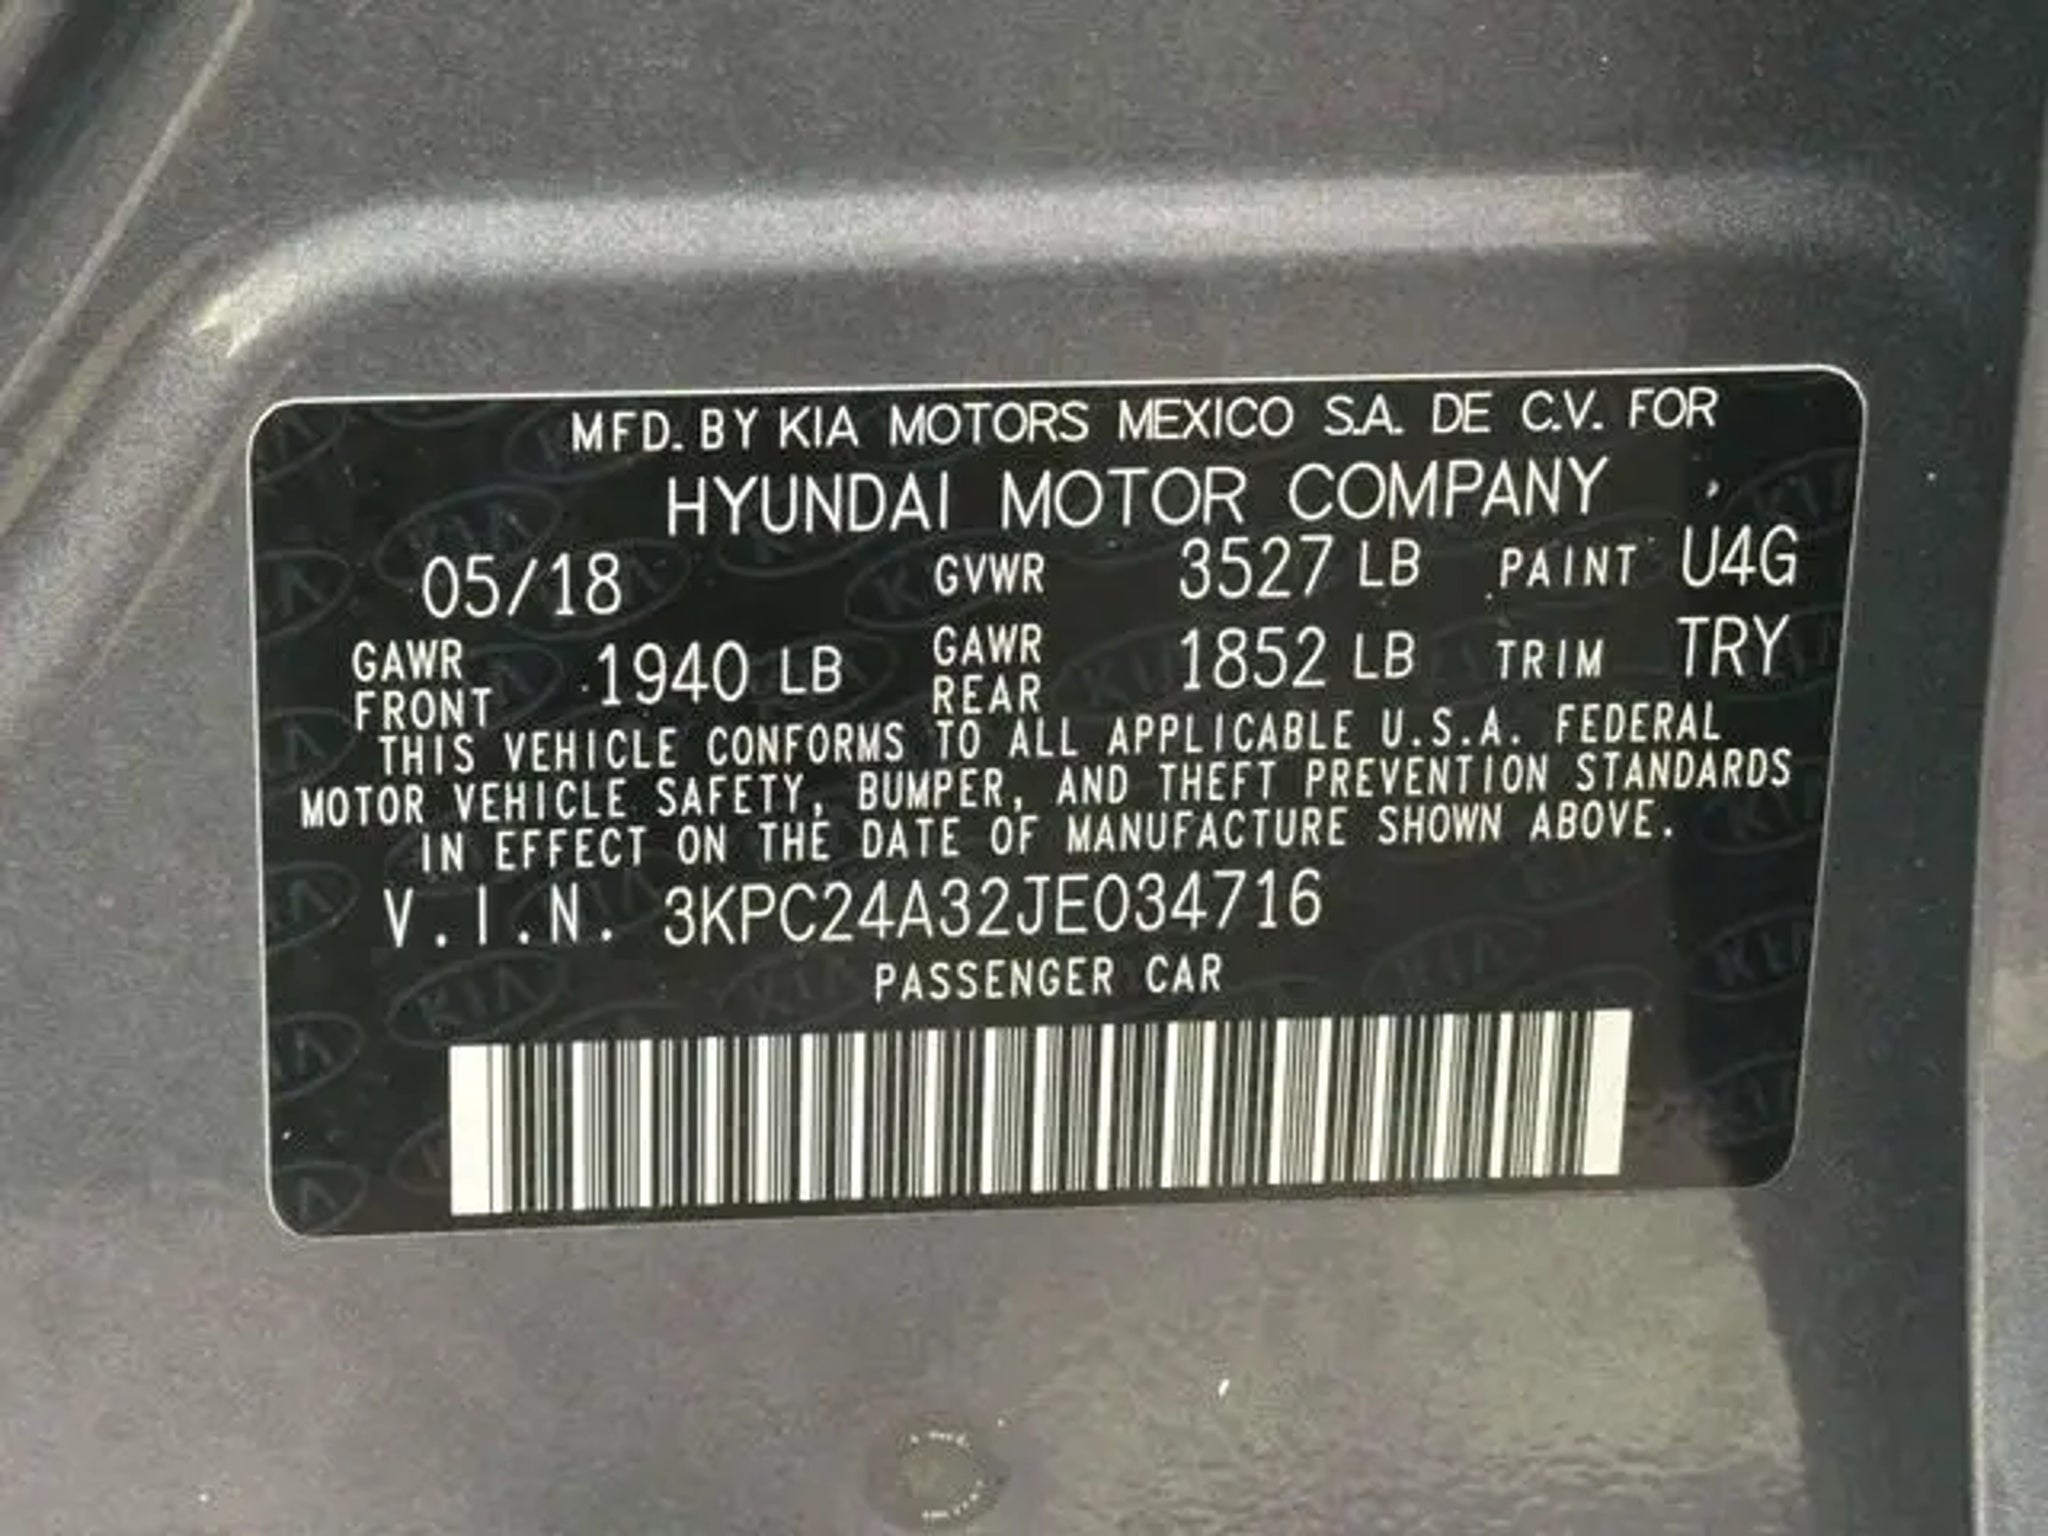 MFD. BY KIA MOTORS MEXICO S.A. DE C.V. FOR
HYUNDAI MOTOR COMPANY
05/18 GVWR 3527 LB PAINT U4G
GAWR FRONT 1940 LB GAWR REAR 1852 LB TRIM TRY
THIS VEHICLE CONFORMS TO ALL APPLICABLE U.S.A. FEDERAL
MOTOR VEHICLE SAFETY, BUMPER, AND THEFT PREVENTION STANDARDS
IN EFFECT ON THE DATE OF MANUFACTURE SHOWN ABOVE.
V.I.N. 3KPC24A32JE034716
PASSENGER CAR